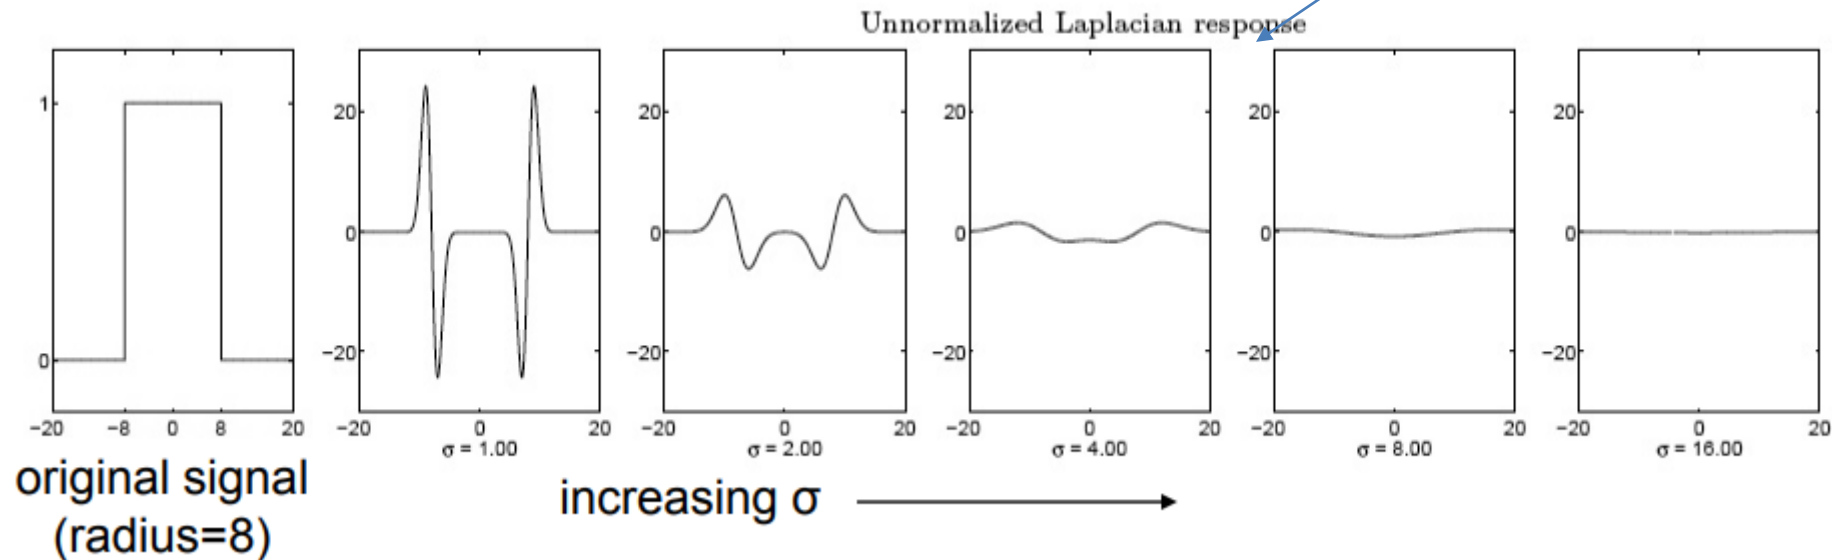 Unnormalized Laplacian response
1
0
−20 −8 0 8 20
20
0
−20
−20 0 20
σ = 1.00
20
0
−20
−20 0 20
σ = 2.00
20
0
−20
−20 0 20
σ = 4.00
20
0
−20
−20 0 20
σ = 8.00
20
0
−20
−20 0 20
σ = 16.00
original signal
(radius=8)
increasing σ